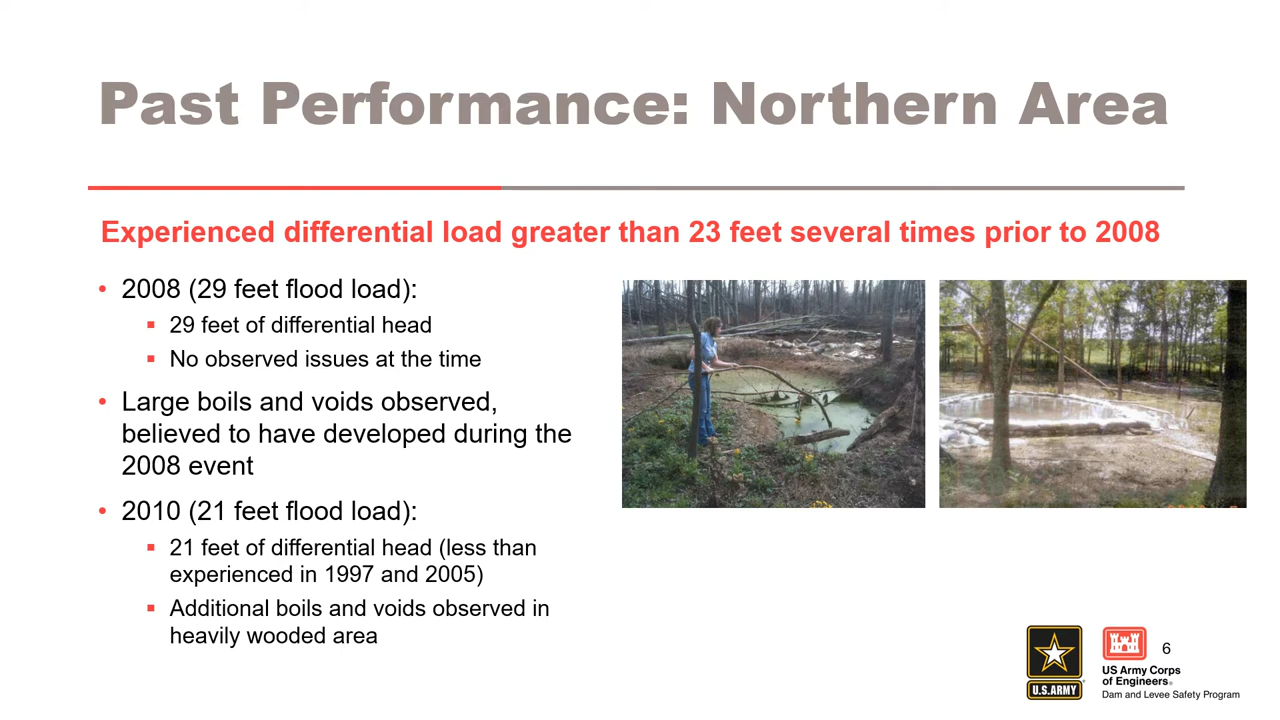 Past Performance: Northern Area
Experienced differential load greater than 23 feet several times prior to 2008
• 2008 (29 feet flood load):
▪ 29 feet of differential head
▪ No observed issues at the time
• Large boils and voids observed,
believed to have developed during the
2008 event
• 2010 (21 feet flood load):
▪ 21 feet of differential head (less than
experienced in 1997 and 2005)
▪ Additional boils and voids observed in
heavily wooded area
U.S.ARMY
6
US Army Corps
of Engineers®
Dam and Levee Safety Program